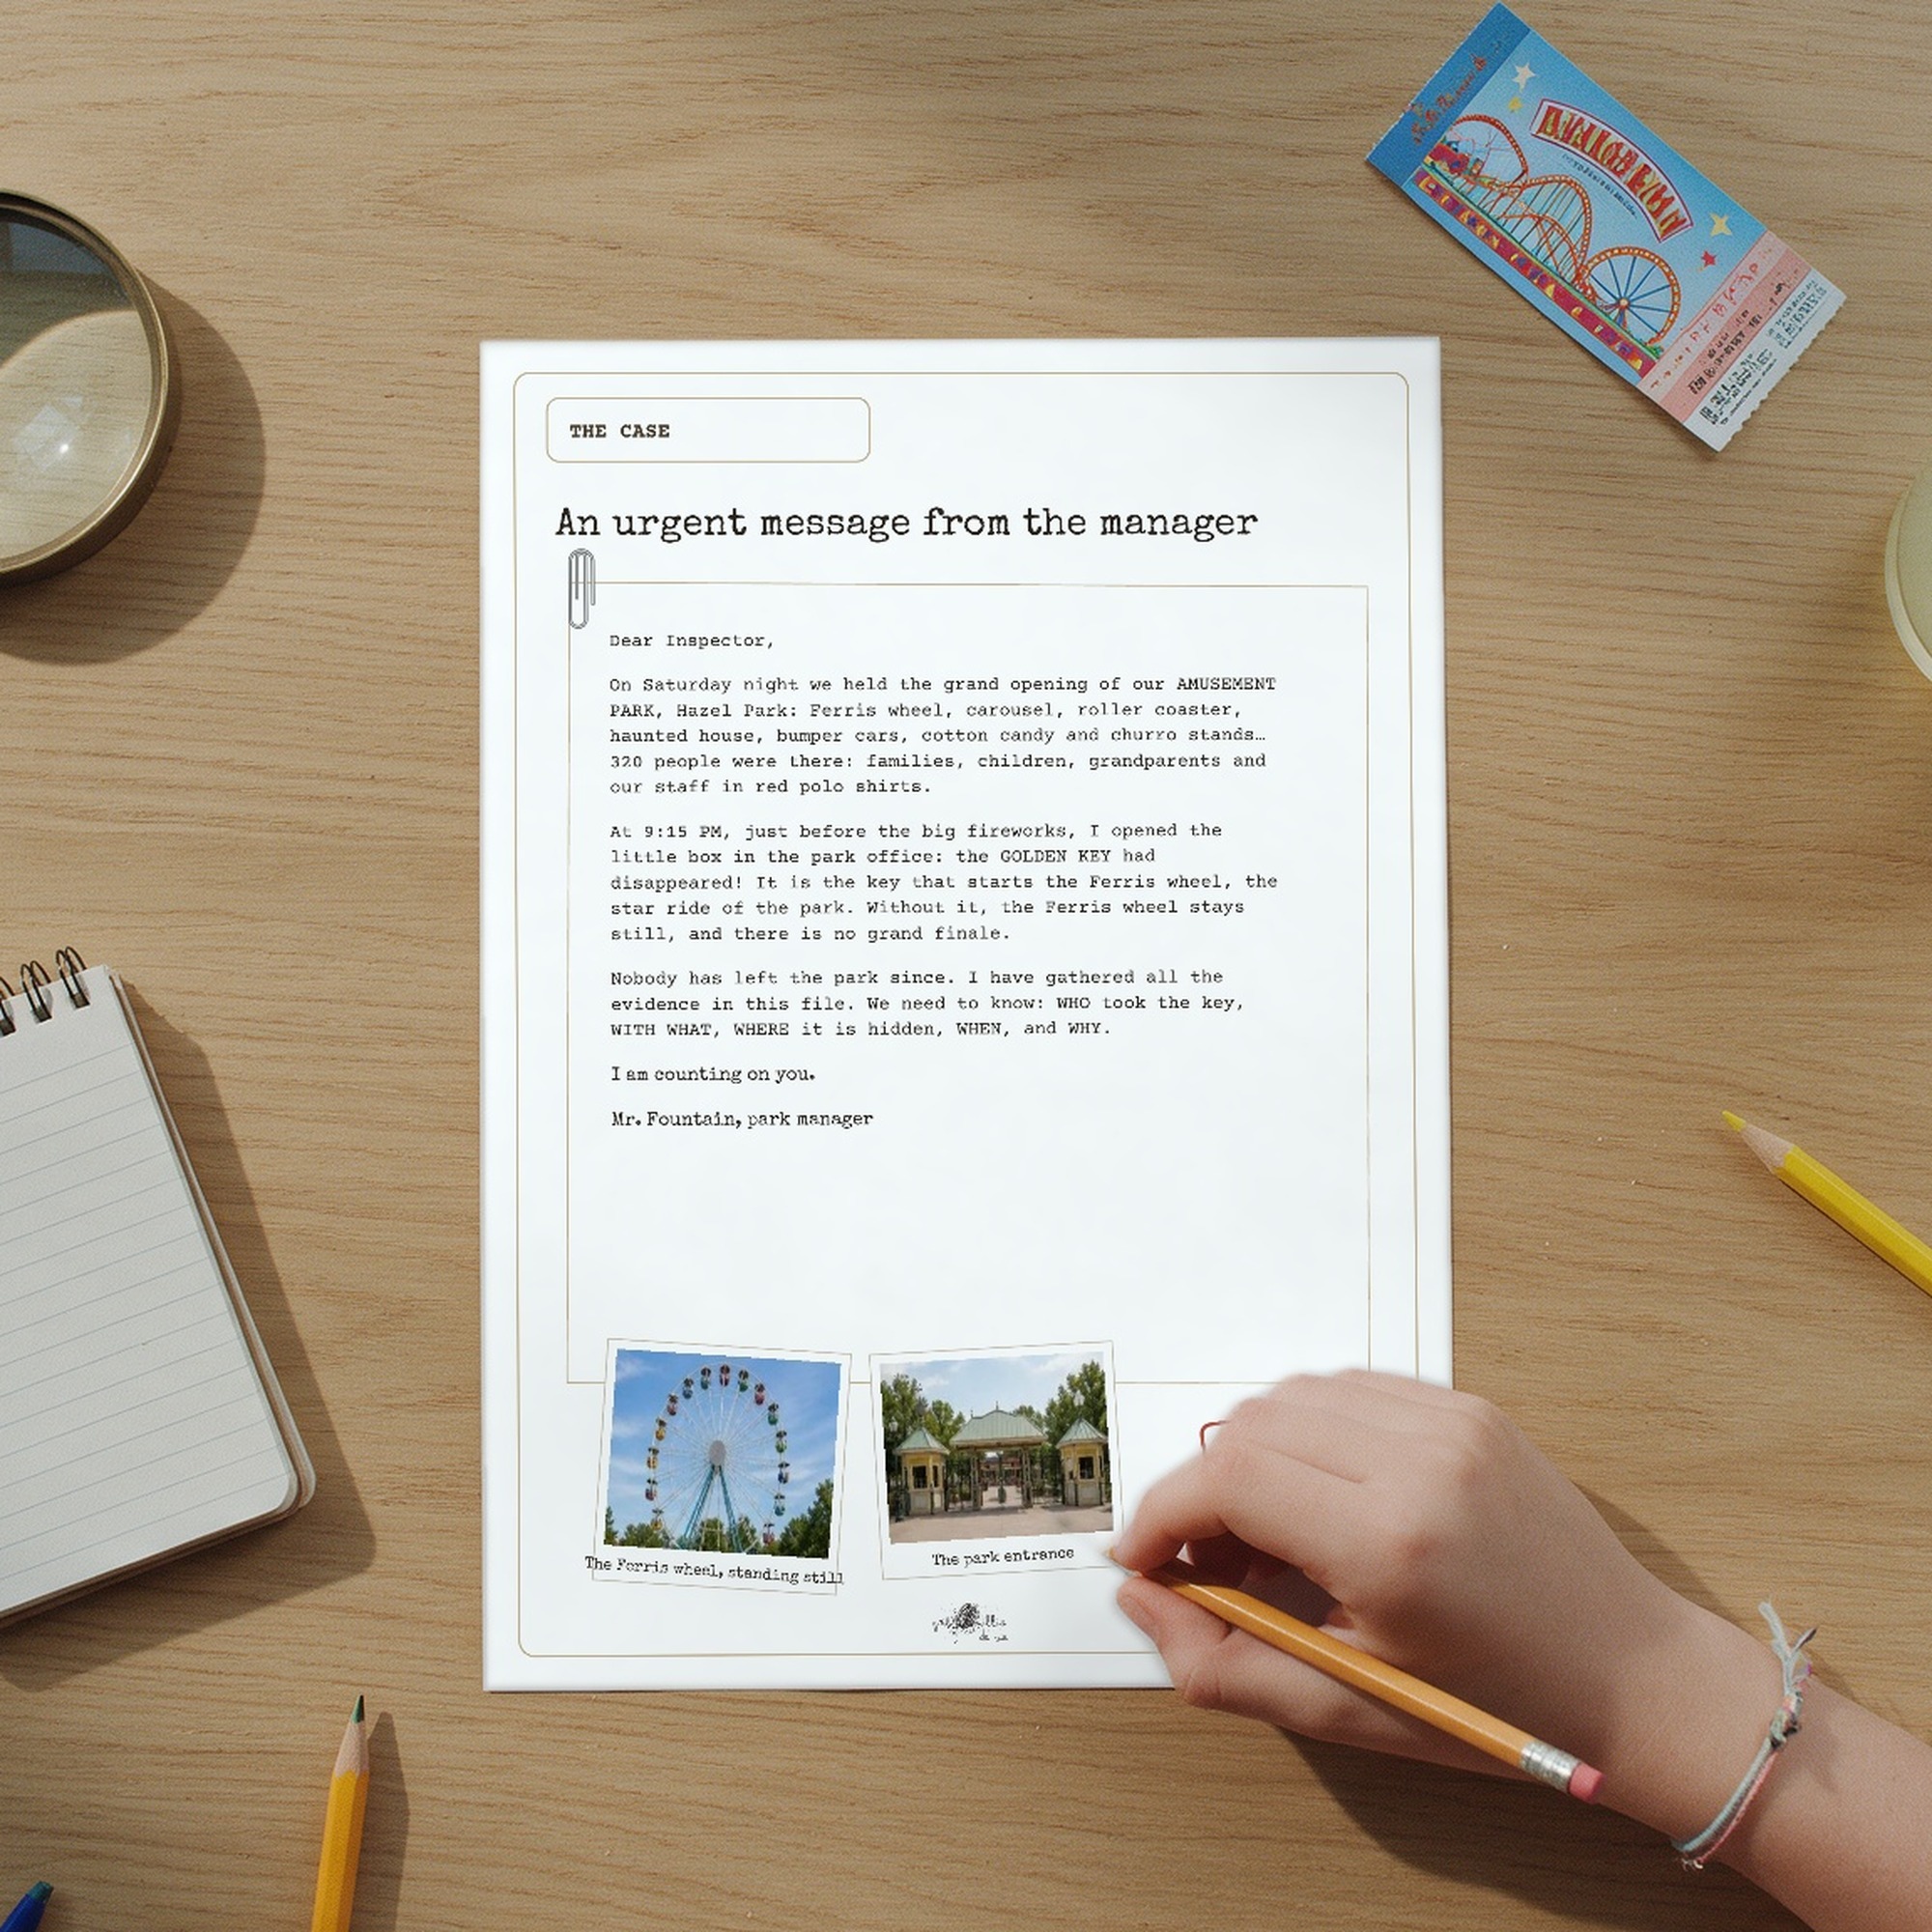 THE CASE
An urgent message from the manager
Dear Inspector,
On Saturday night we held the grand opening of our AMUSEMENT
PARK, Hazel Park: Ferris wheel, carousel, roller coaster,
haunted house, bumper cars, cotton candy and churro stands…
320 people were there: families, children, grandparents and
our staff in red polo shirts.
At 9:15 PM, just before the big fireworks, I opened the
little box in the park office: the GOLDEN KEY had
disappeared! It is the key that starts the Ferris wheel, the
star ride of the park. Without it, the Ferris wheel stays
still, and there is no grand finale.
Nobody has left the park since. I have gathered all the
evidence in this file. We need to know: WHO took the key,
WITH WHAT, WHERE it is hidden, WHEN, and WHY.
I am counting on you.
Mr. Fountain, park manager
The Ferris wheel, standing still
The park entrance